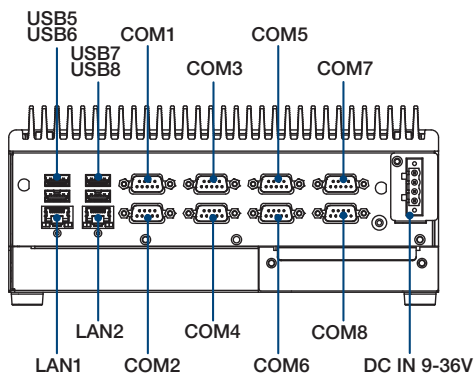 USB5
USB6
USB7
USB8
COM1
COM3
COM5
COM7
LAN1
LAN2
COM2
COM4
COM6
COM8
DC IN 9-36V